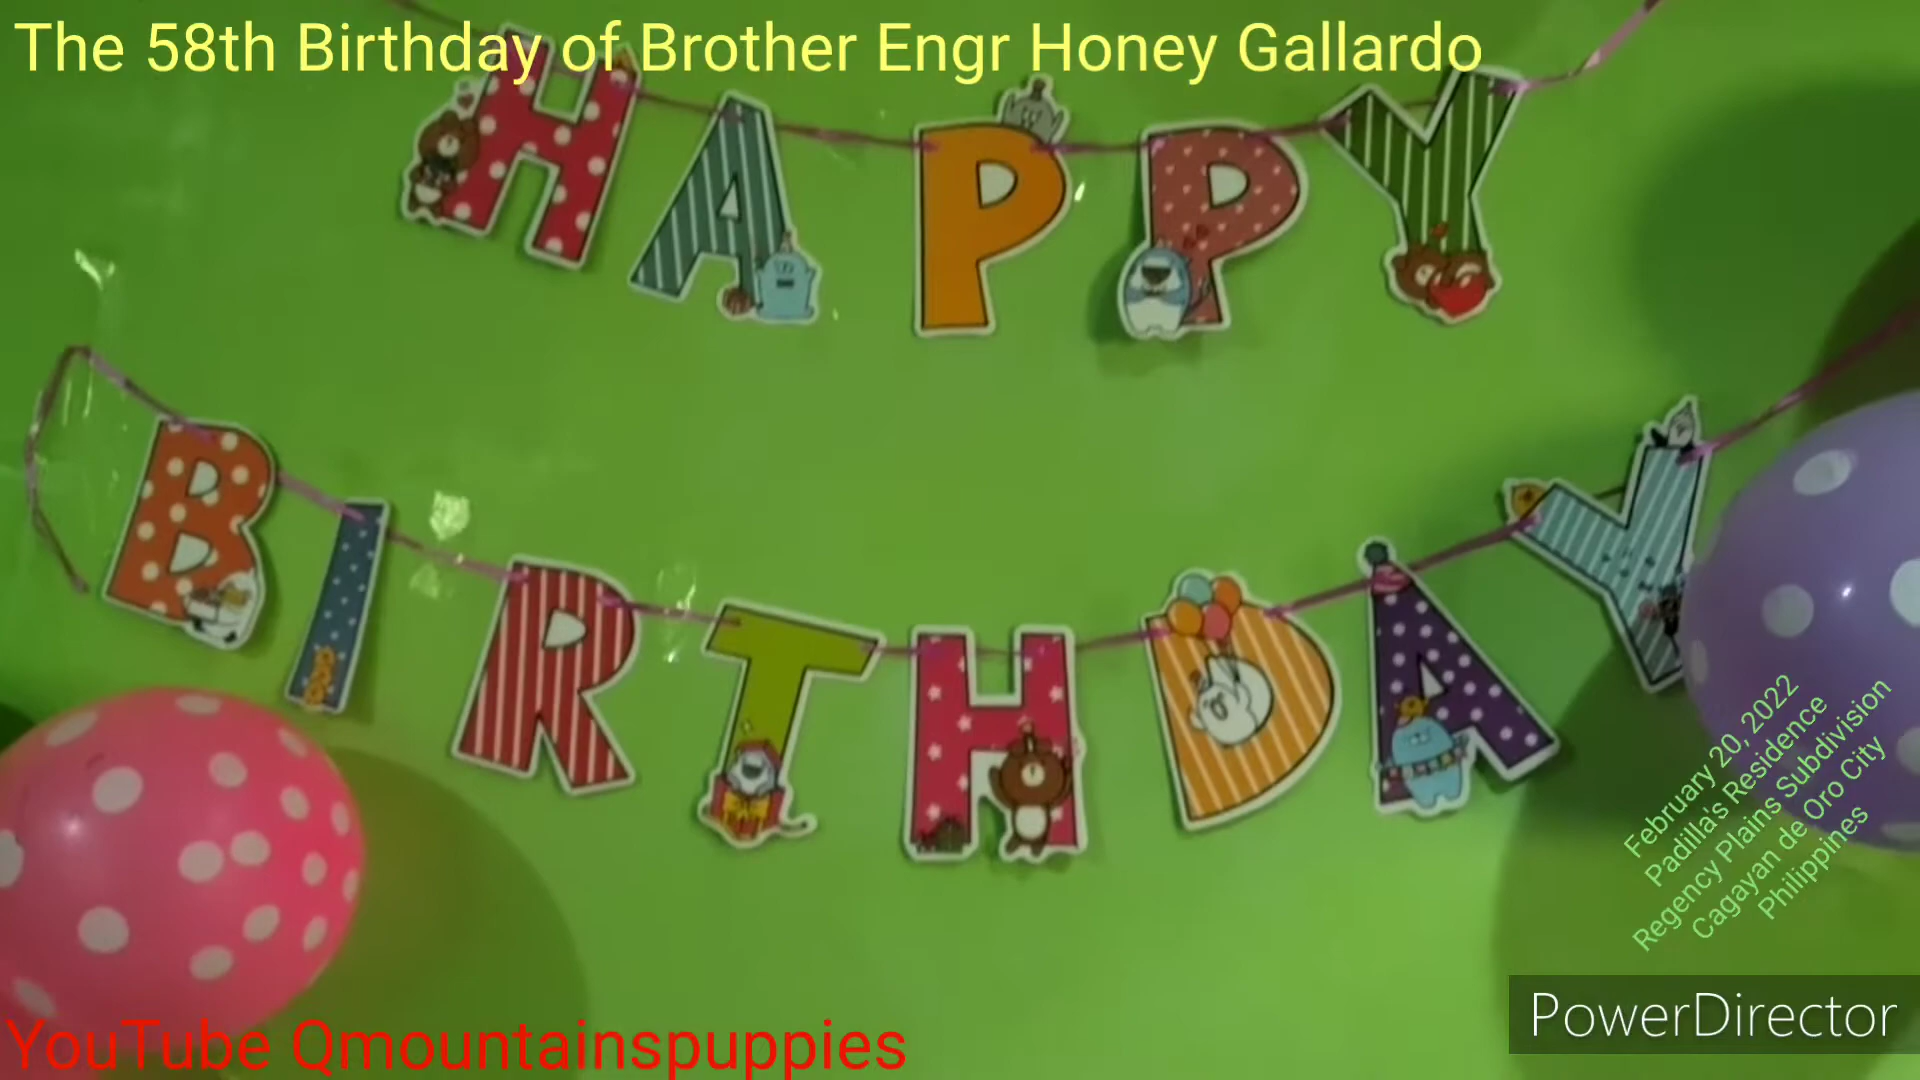 The 58th Birthday of Brother Engr Honey Gallardo
HAPPY
BIRTHDAY
February 20, 2022
Padilla's Residence
Regency Plains Subdivision
Cagayan de Oro City
Philippines
PowerDirector
YouTube Qmountainspuppies